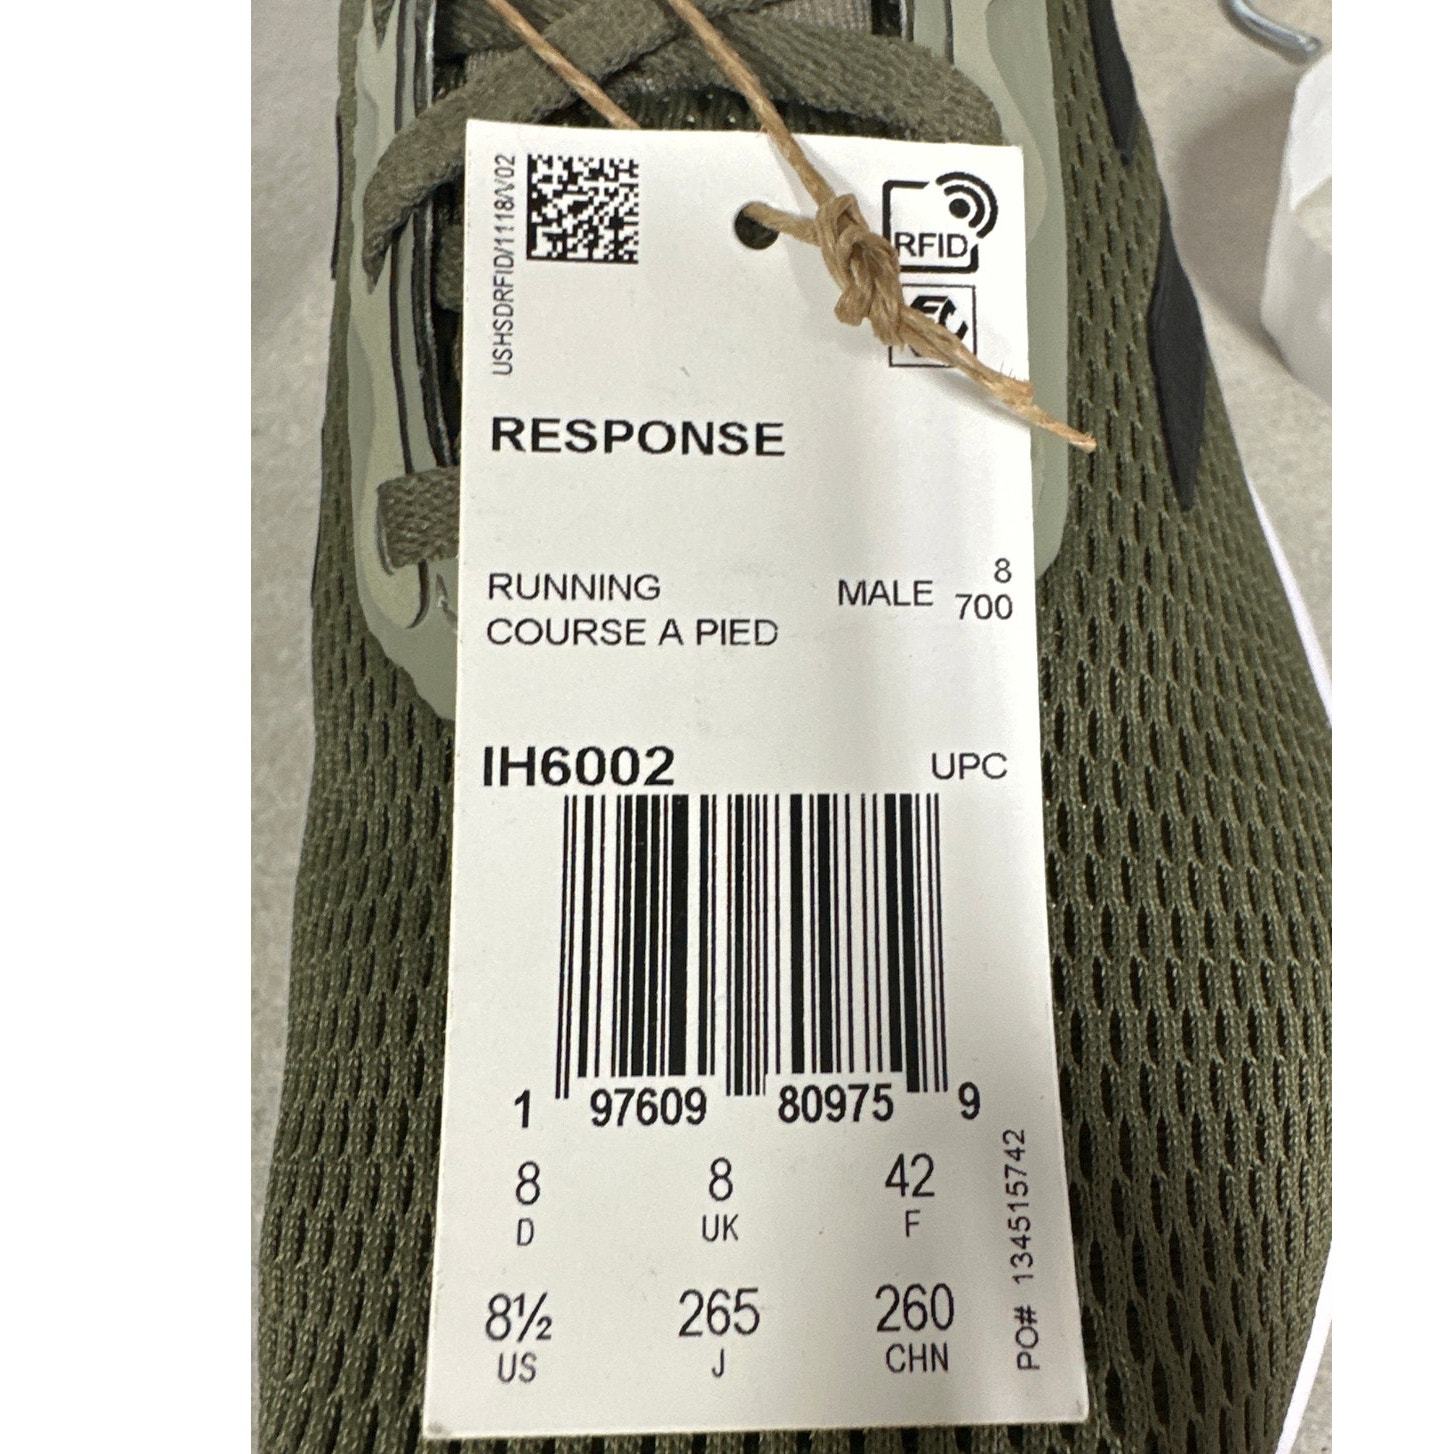 USHSDRFID/1118/V02
RFID
RESPONSE
RUNNING
COURSE A PIED
MALE
8
700
IH6002
UPC
1 97609 80975 9
8 8 42
D UK F
8½ 265 260
US J CHN
PO# 134515742